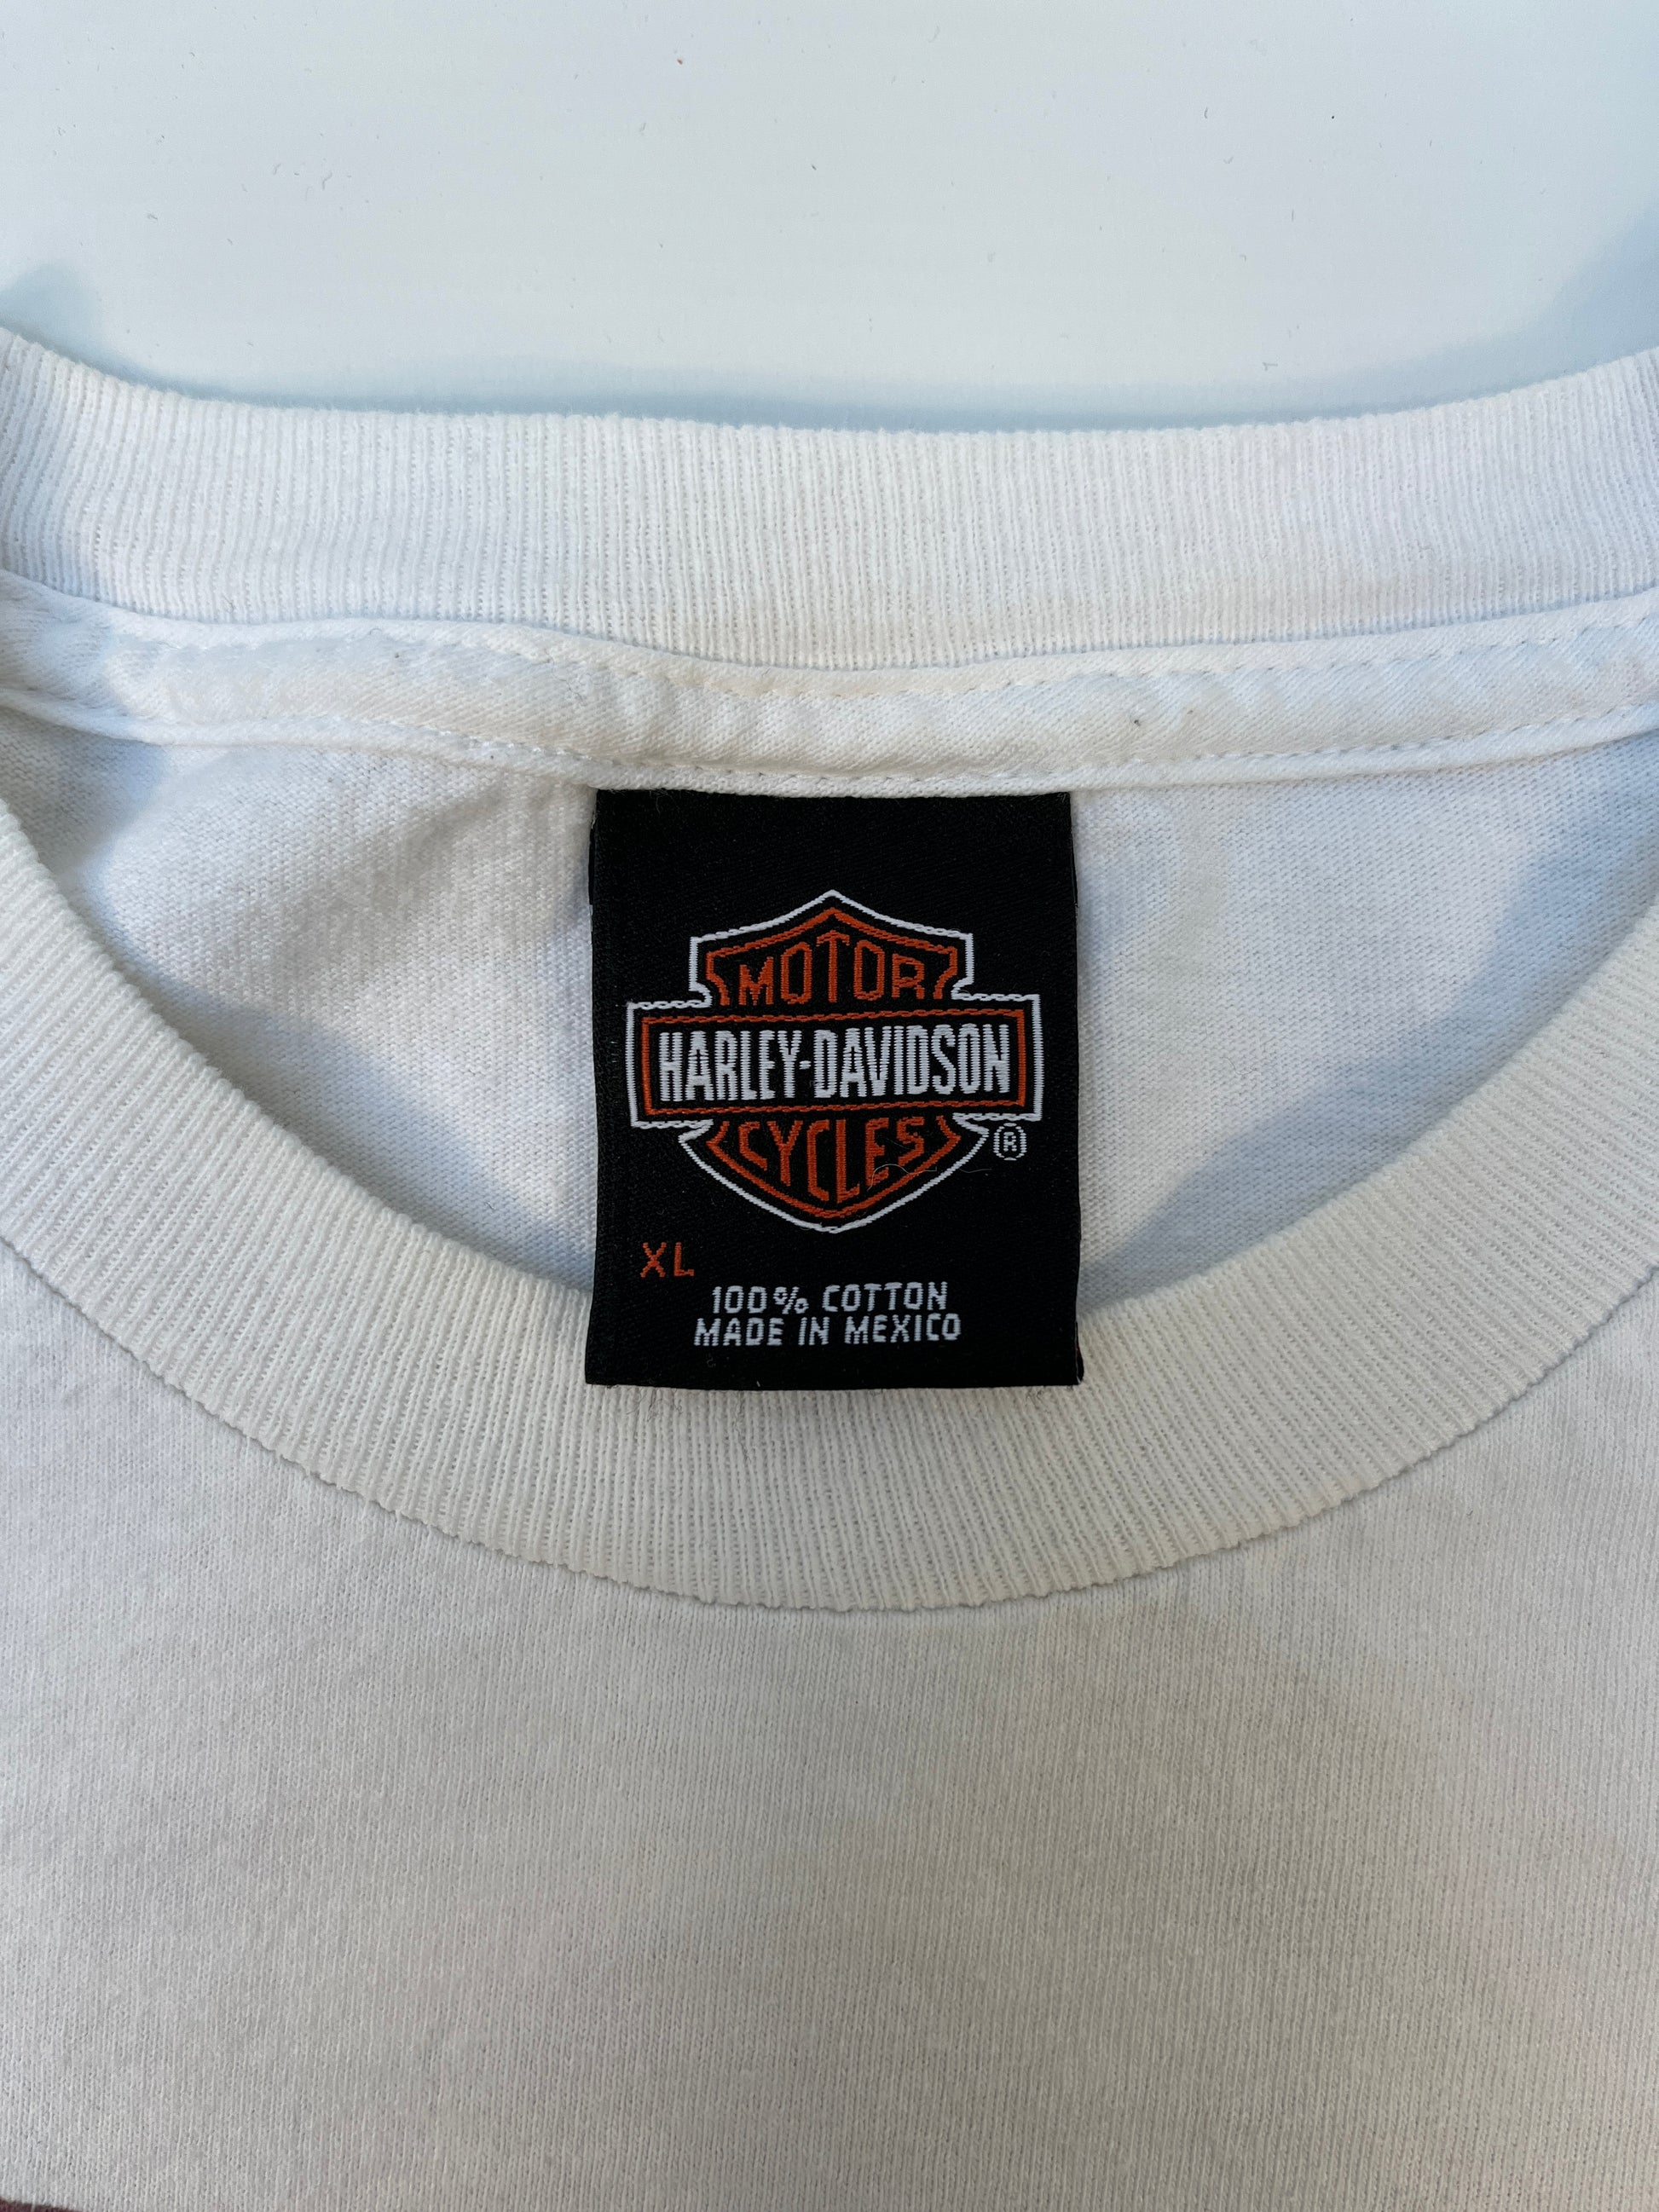 MOTOR
HARLEY-DAVIDSON
CYCLES
®
XL
100% COTTON
MADE IN MEXICO